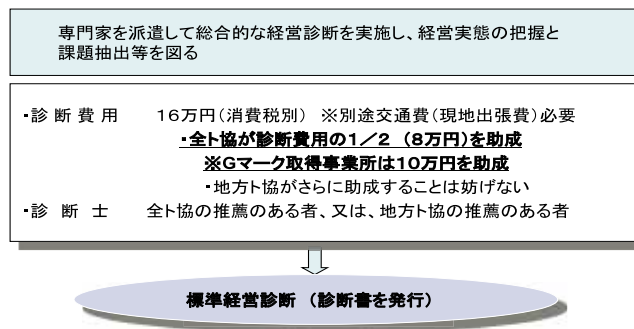 専門家を派遣して総合的な経営診断を実施し、経営実態の把握と
課題抽出等を図る
・診断費用　16万円(消費税別)　※別途交通費(現地出張費)必要
・全ト協が診断費用の1/2 (8万円)を助成
※Gマーク取得事業所は10万円を助成
・地方ト協がさらに助成することは妨げない
・診断士　全ト協の推薦のある者、又は、地方ト協の推薦のある者
標準経営診断 (診断書を発行)